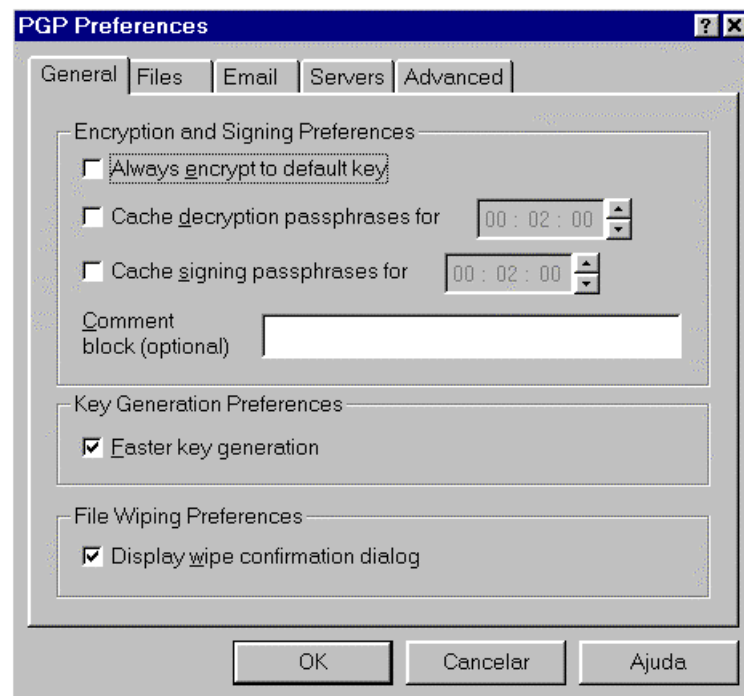 PGP Preferences
General Files Email Servers Advanced
Encryption and Signing Preferences
Always encrypt to default key
Cache decryption passphrases for 00 : 02 : 00
Cache signing passphrases for 00 : 02 : 00
Comment
block (optional)
Key Generation Preferences
Faster key generation
File Wiping Preferences
Display wipe confirmation dialog
OK Cancelar Ajuda